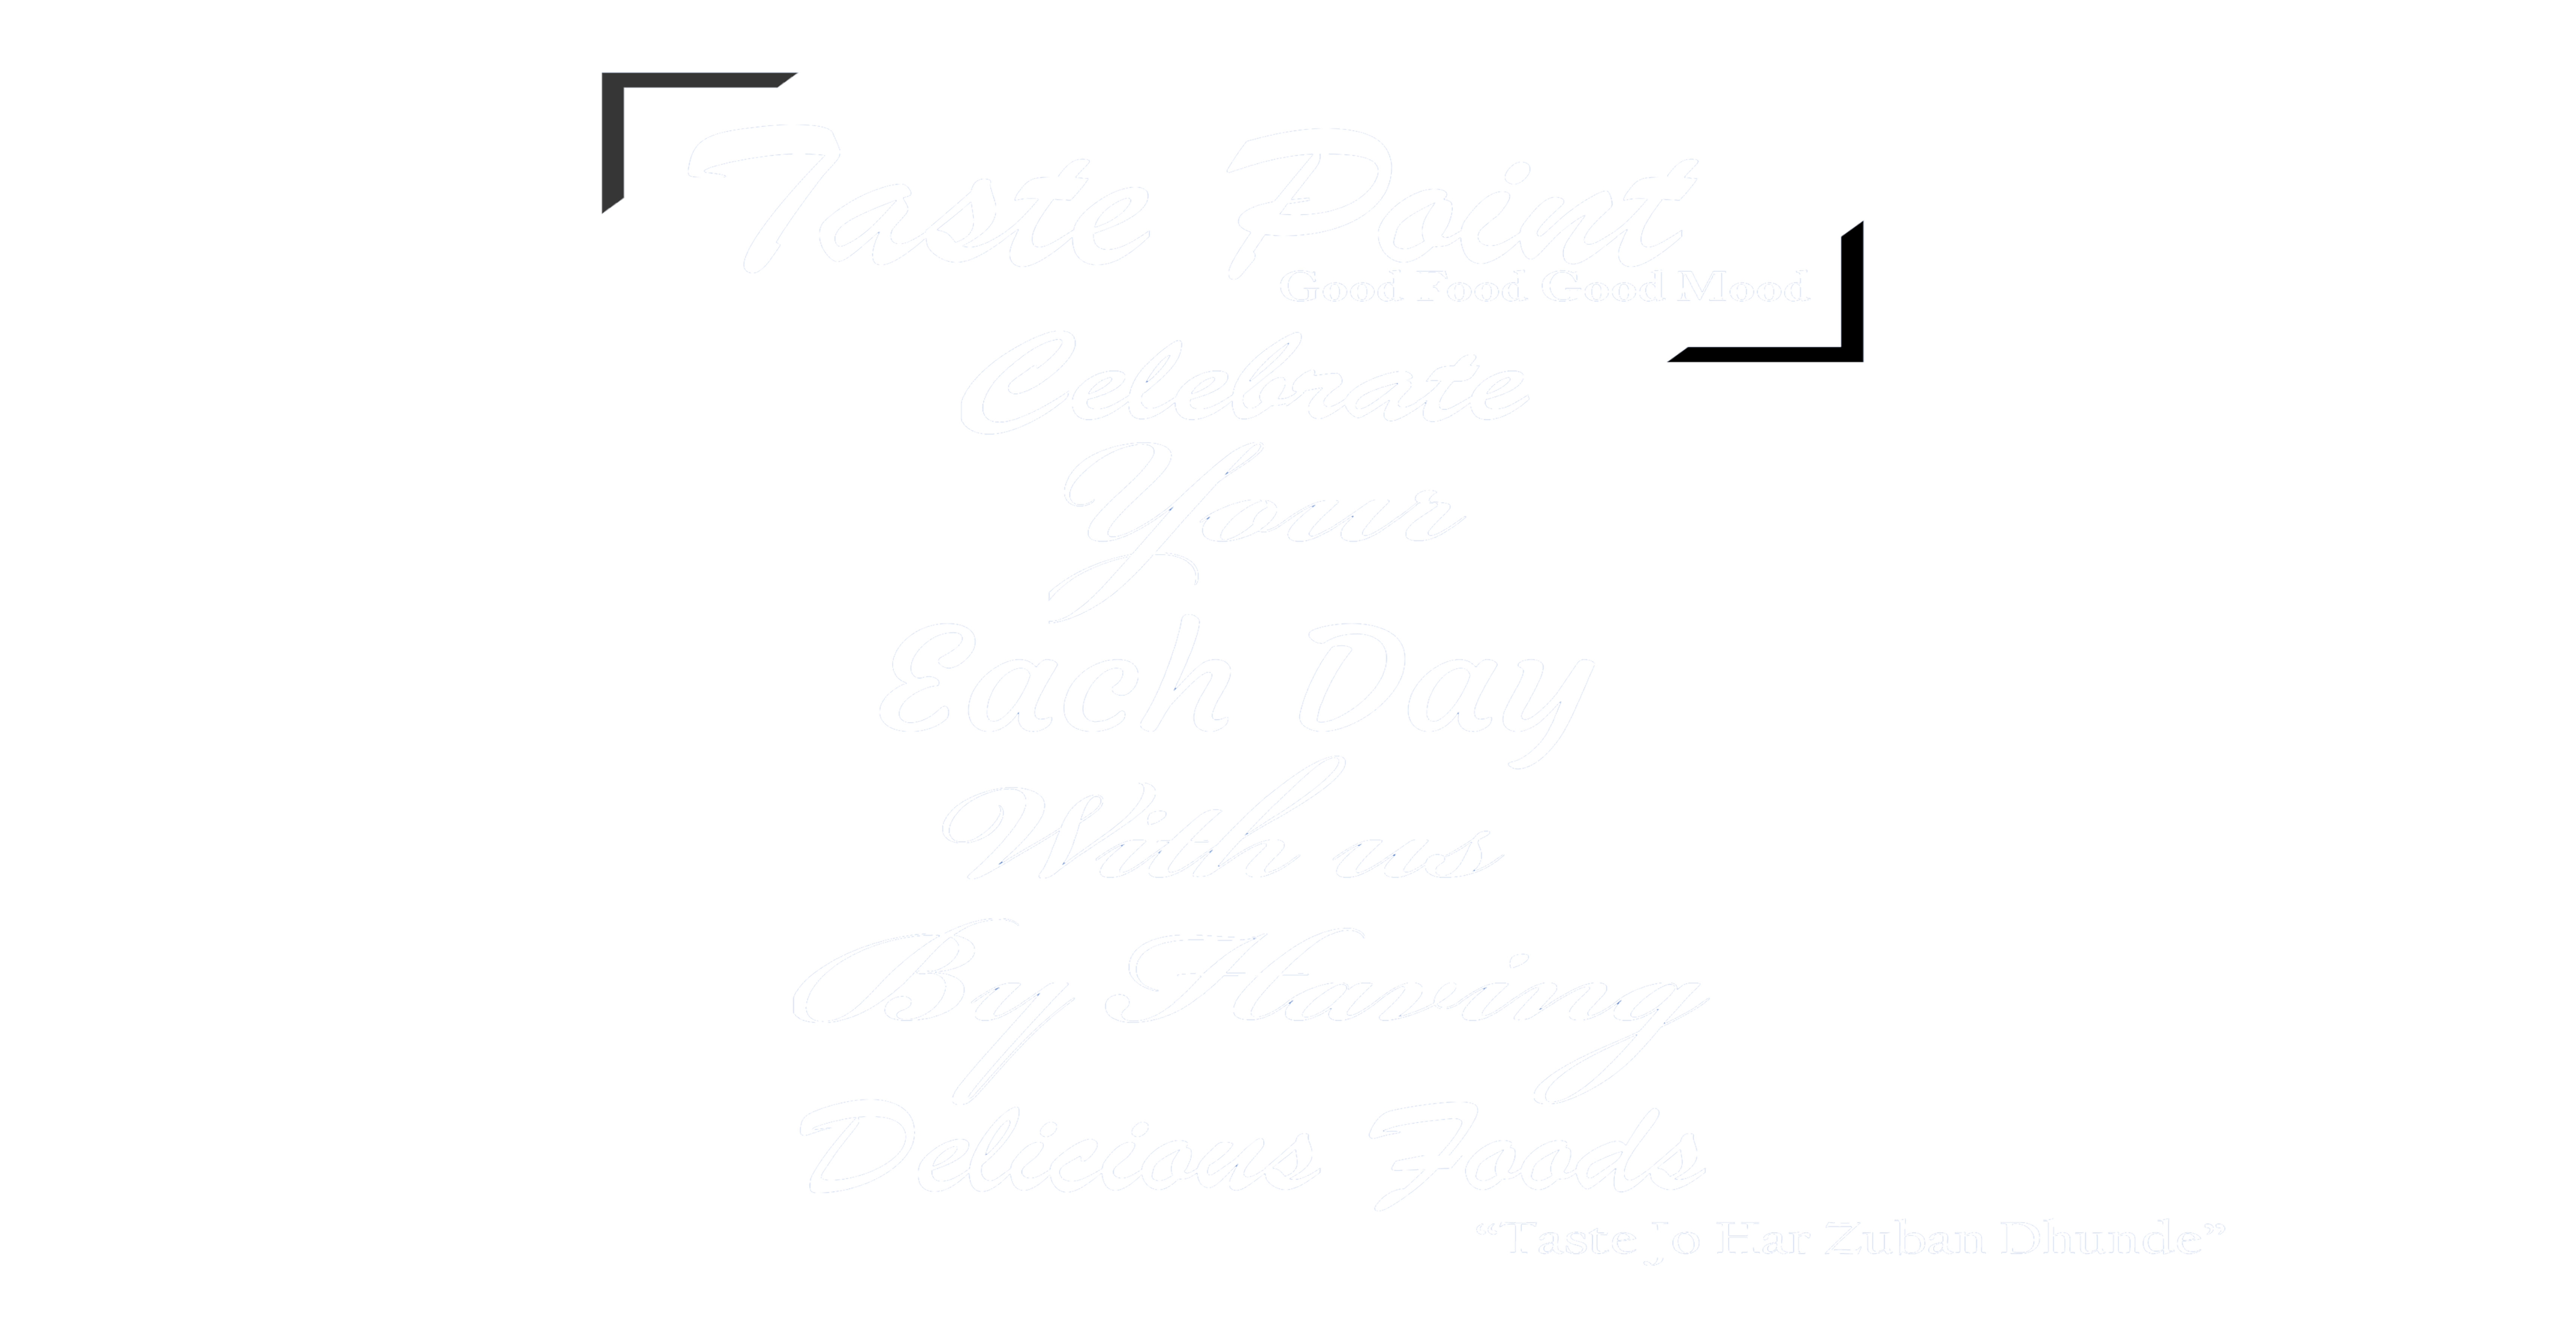 Taste Point
Good Food Good Mood
Celebrate
Your
Each Day
With us
By Having
Delicious Foods
“Taste Jo Har Zuban Dhunde”